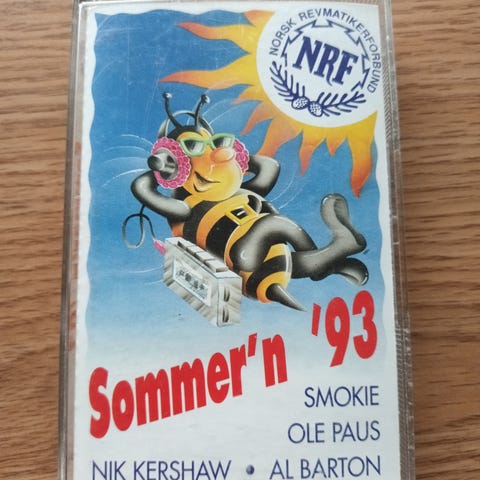 NORSK REVMATIKERFORBUND
NRF
Sommer'n '93
SMOKIE
OLE PAUS
NIK KERSHAW • AL BARTON